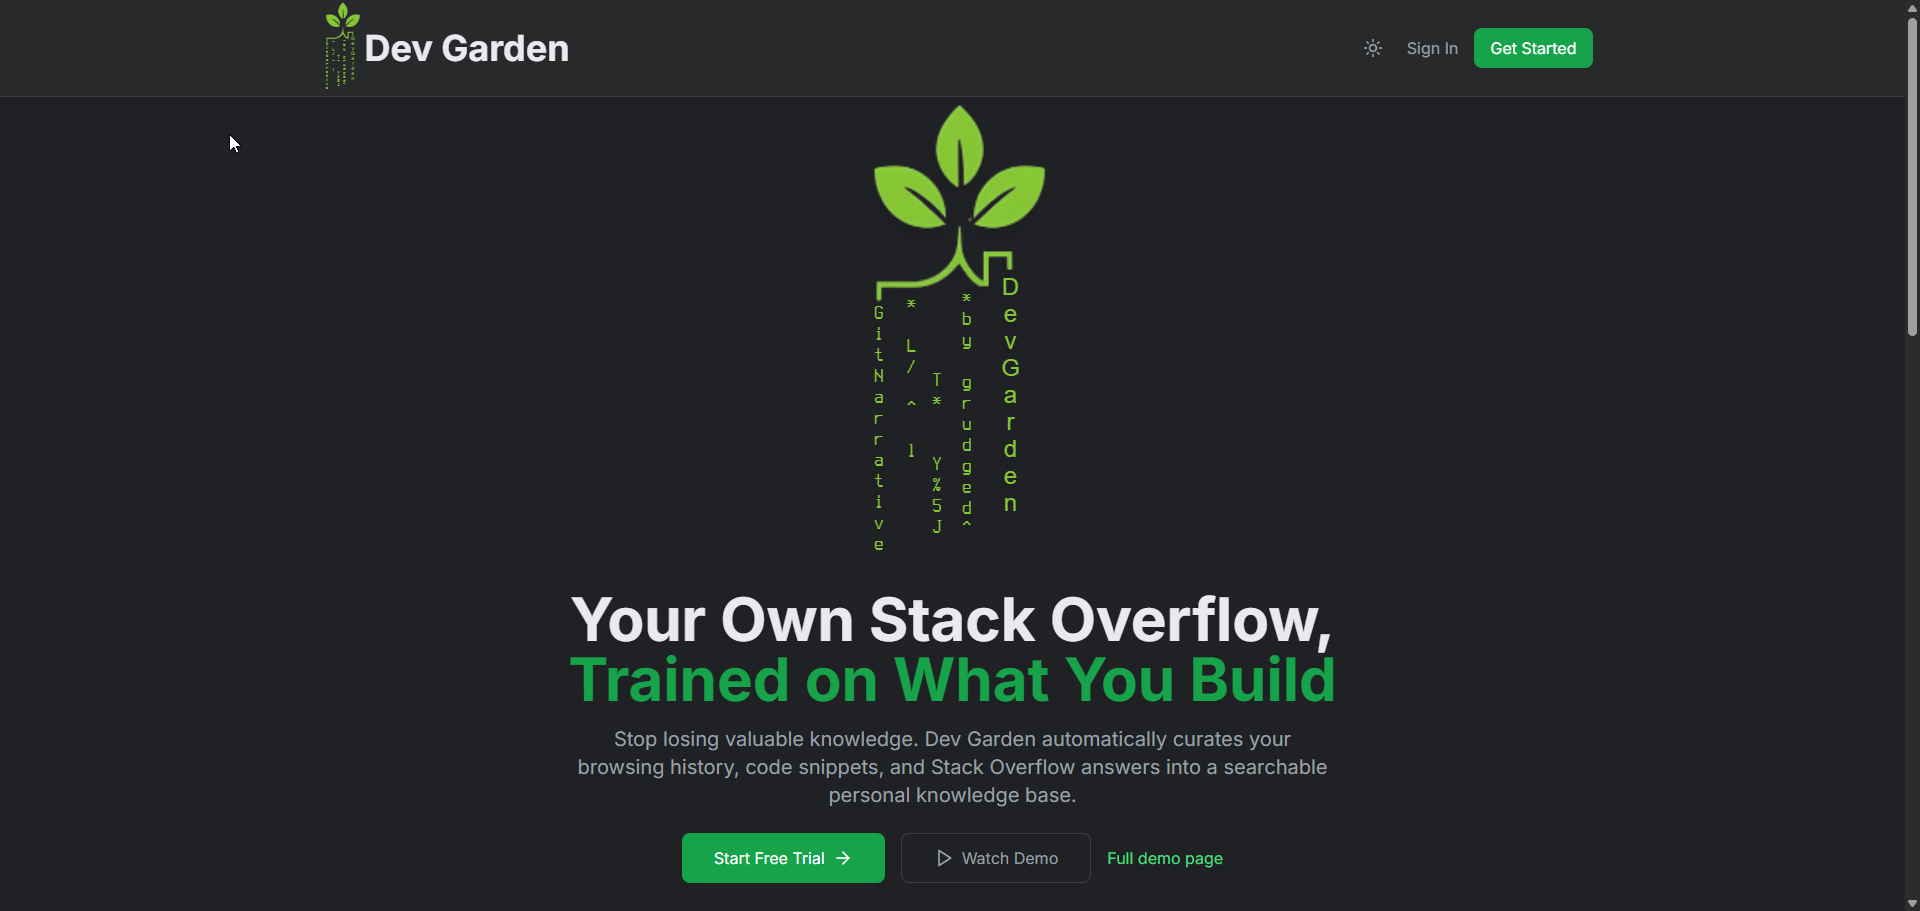 Dev Garden
Sign In
Get Started
GitNarrative
* L/ ^ l
T* Y%5J
*by grudged^
DevGarden
Your Own Stack Overflow,
Trained on What You Build
Stop losing valuable knowledge. Dev Garden automatically curates your
browsing history, code snippets, and Stack Overflow answers into a searchable
personal knowledge base.
Start Free Trial →
Watch Demo
Full demo page